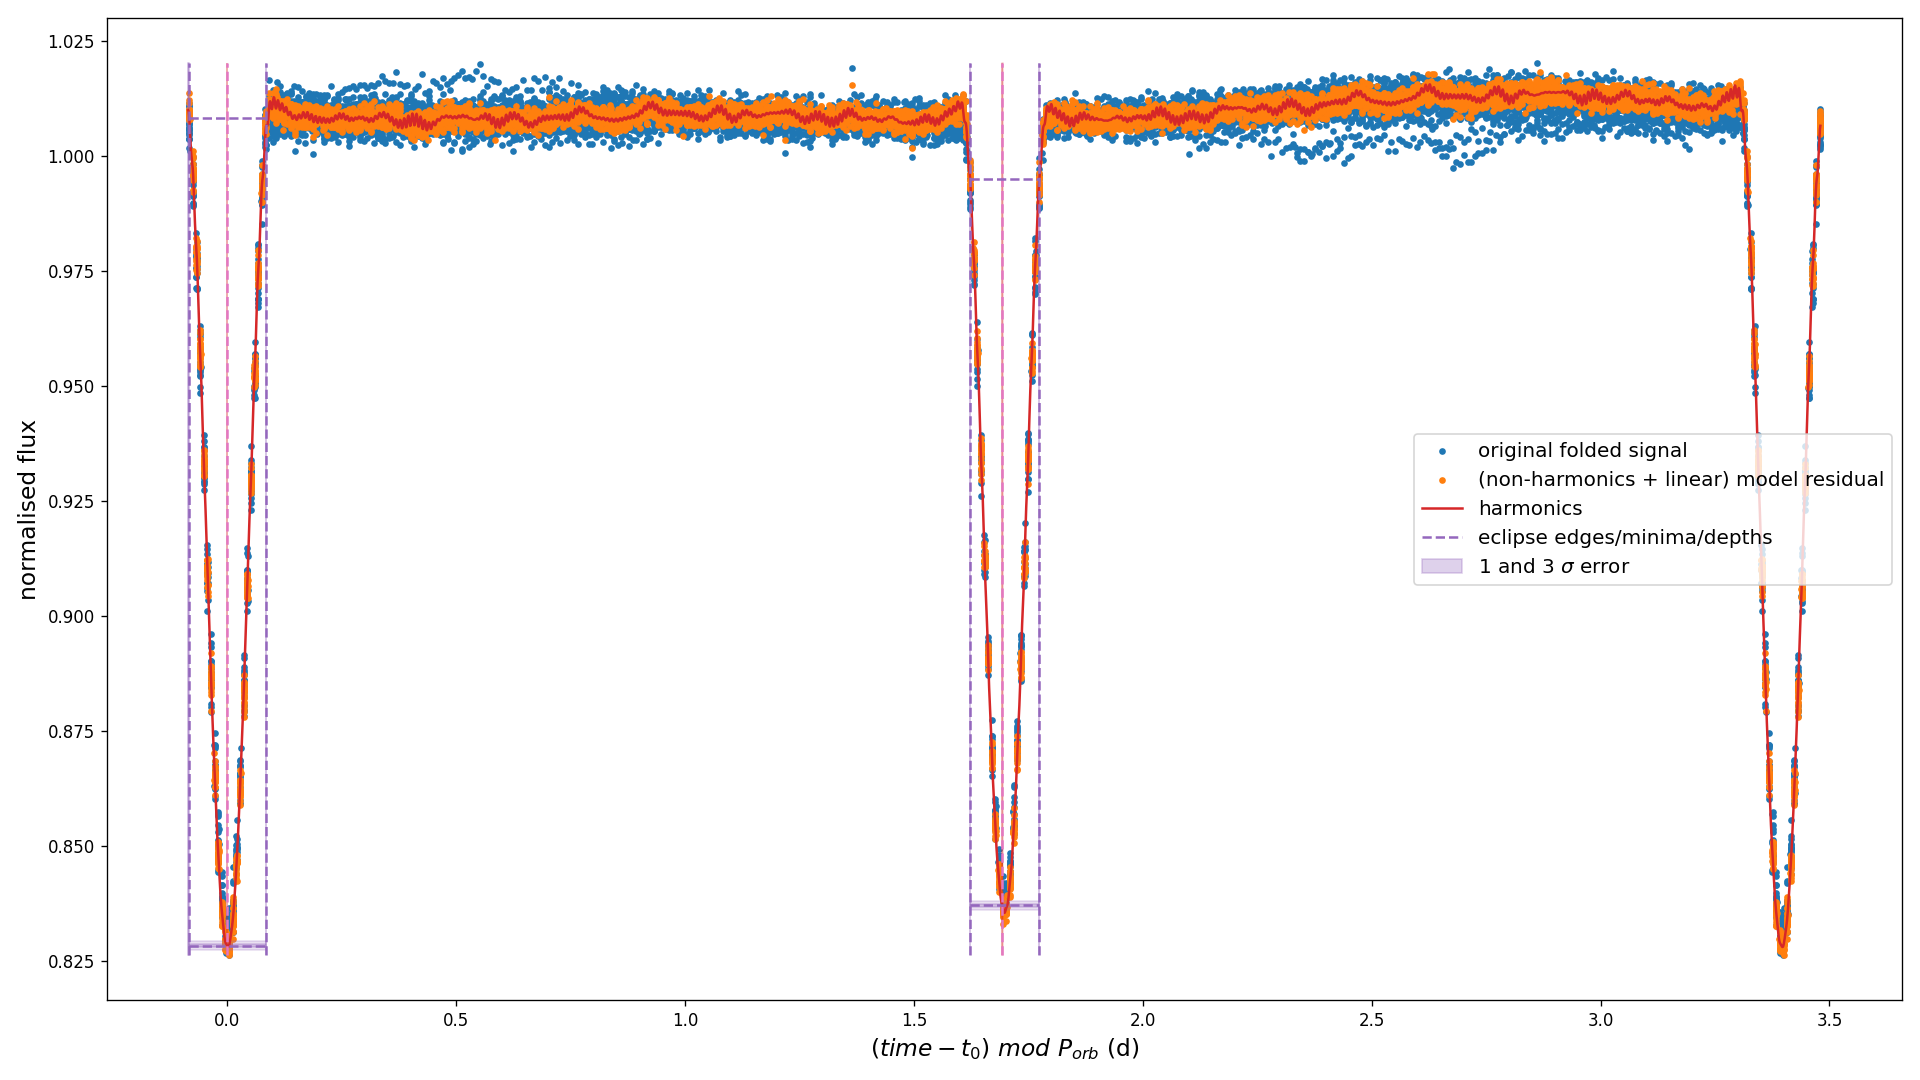 1.025
1.000
0.975
0.950
0.925
0.900
0.875
0.850
0.825
normalised flux
original folded signal
(non-harmonics + linear) model residual
harmonics
eclipse edges/minima/depths
1 and 3 σ error
0.0 0.5 1.0 1.5 2.0 2.5 3.0 3.5
(time − t₀) mod Pₒᵣb (d)